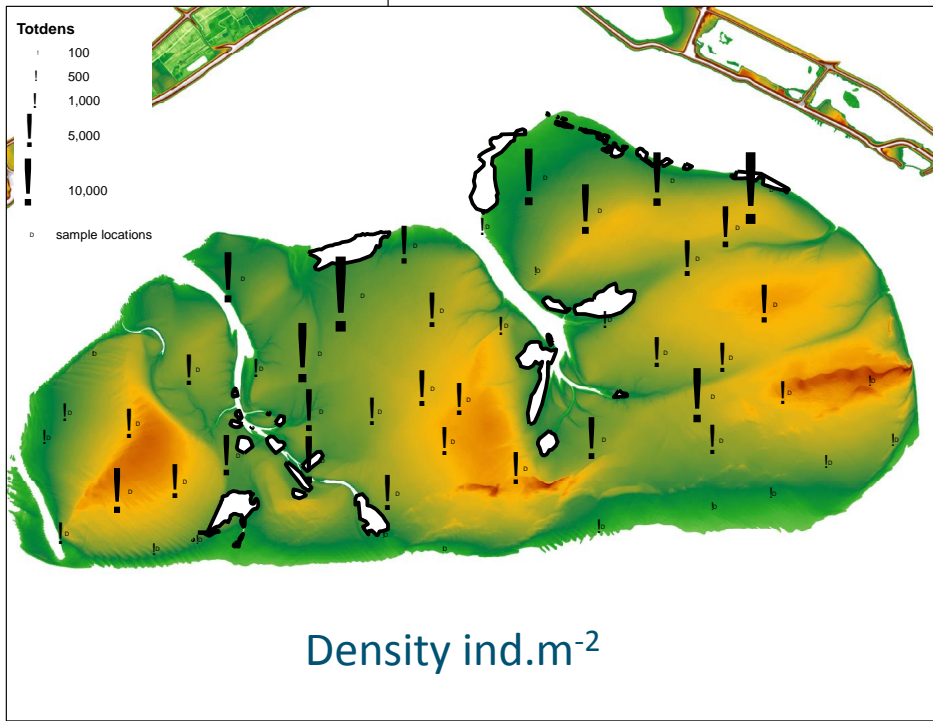 Totdens
! 100
! 500
! 1,000
! 5,000
! 10,000
D sample locations
Density ind.m-2